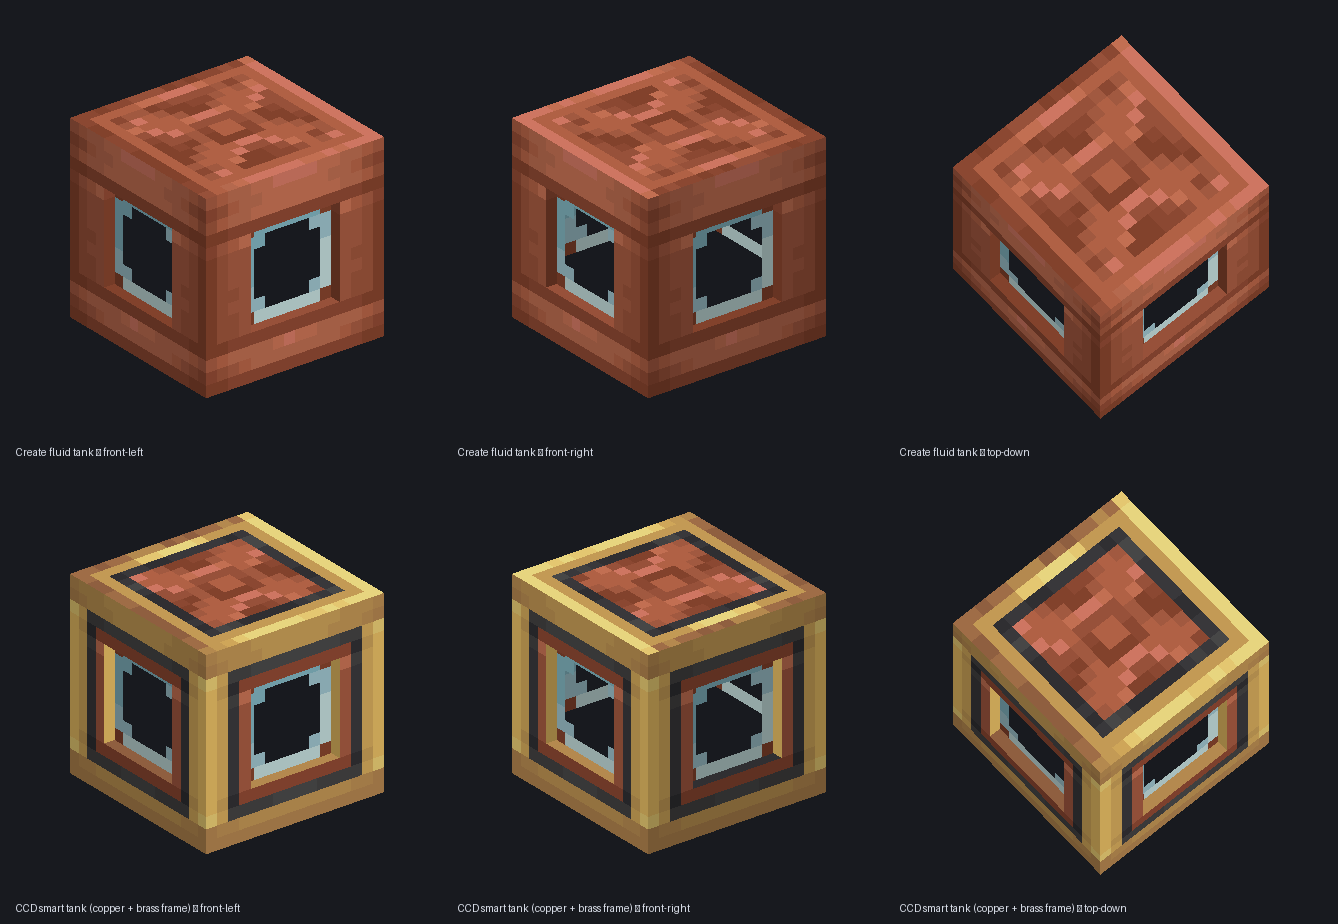 Create fluid tank ▯ front-left
Create fluid tank ▯ front-right
Create fluid tank ▯ top-down
CCD smart tank (copper + brass frame) ▯ front-left
CCD smart tank (copper + brass frame) ▯ front-right
CCD smart tank (copper + brass frame) ▯ top-down